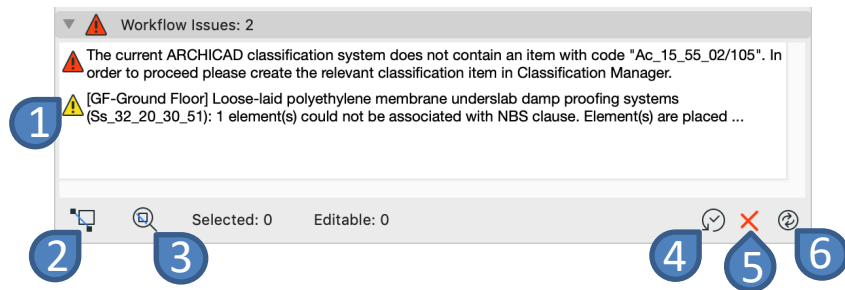 Workflow Issues: 2
The current ARCHICAD classification system does not contain an item with code "Ac_15_55_02/105". In
order to proceed please create the relevant classification item in Classification Manager.
[GF-Ground Floor] Loose-laid polyethylene membrane underslab damp proofing systems
(Ss_32_20_30_51): 1 element(s) could not be associated with NBS clause. Element(s) are placed ...
1
Selected: 0 Editable: 0
2 3 4 5 6